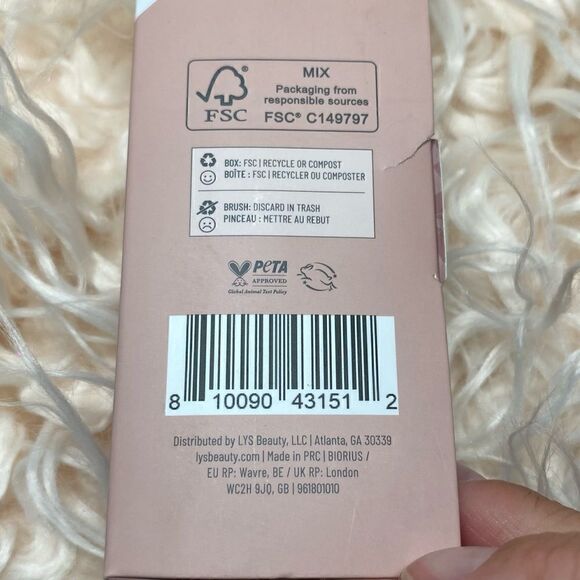 FSC
MIX
Packaging from
responsible sources
FSC® C149797
BOX: FSC | RECYCLE OR COMPOST
BOÎTE : FSC | RECYCLER OU COMPOSTER
BRUSH: DISCARD IN TRASH
PINCEAU : METTRE AU REBUT
PETA
APPROVED
Global Animal Test Policy
8 10090 43151 2
Distributed by LYS Beauty, LLC | Atlanta, GA 30339
lysbeauty.com | Made in PRC | BIORIUS /
EU RP: Wavre, BE / UK RP: London
WC2H 9JQ, GB | 961801010